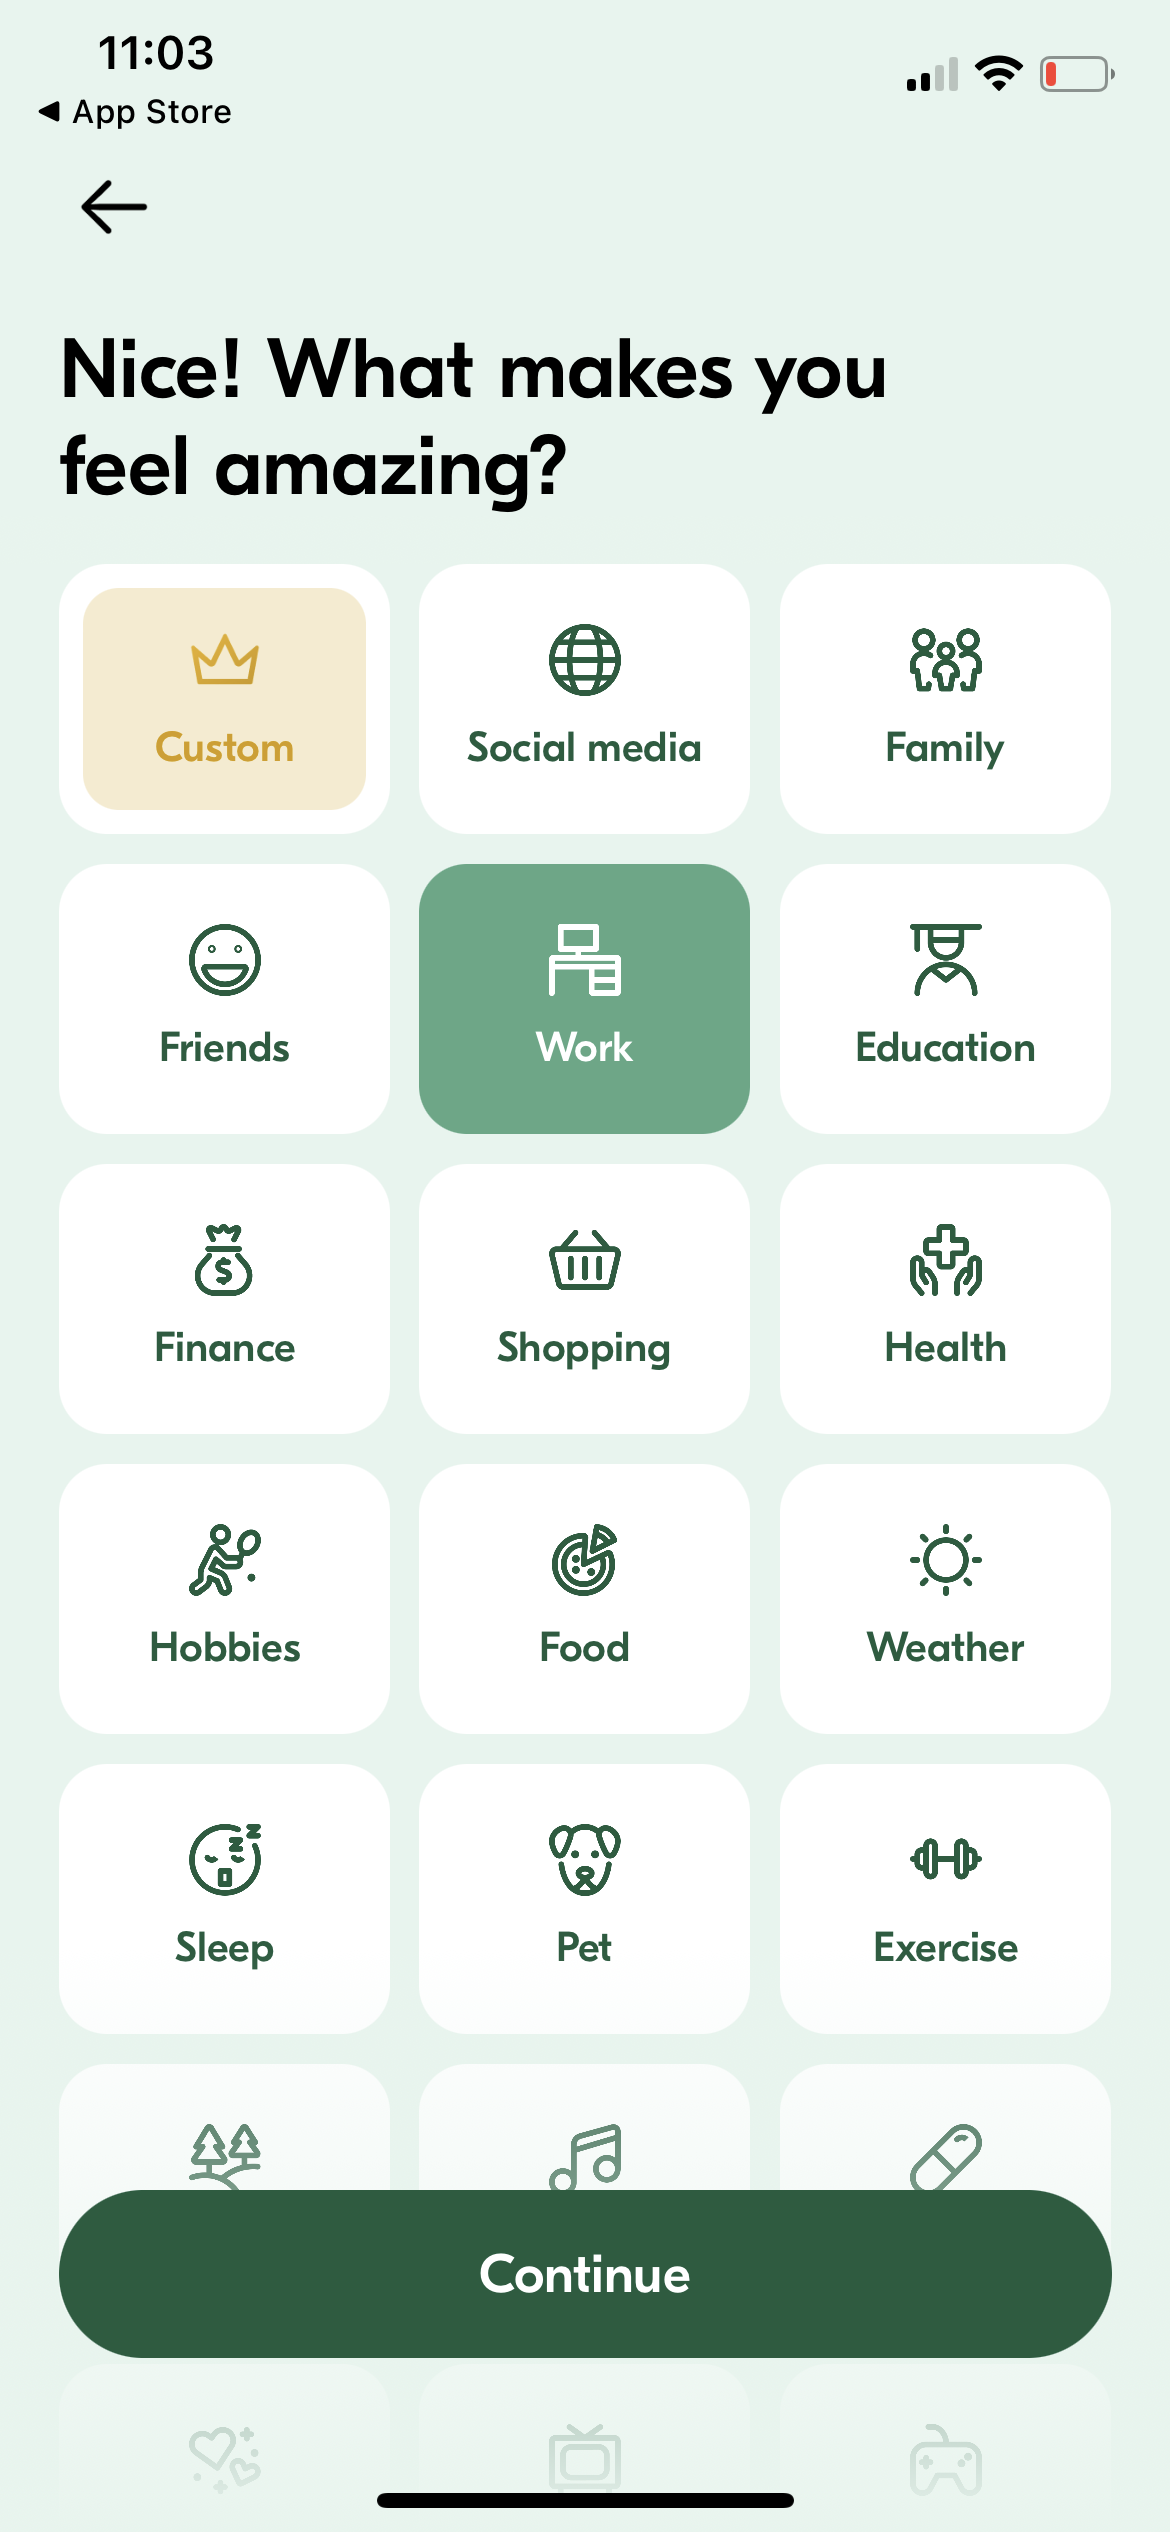 11:03
◀ App Store
Nice! What makes you
feel amazing?
Custom
Social media
Family
Friends
Work
Education
Finance
Shopping
Health
Hobbies
Food
Weather
Sleep
Pet
Exercise
Continue